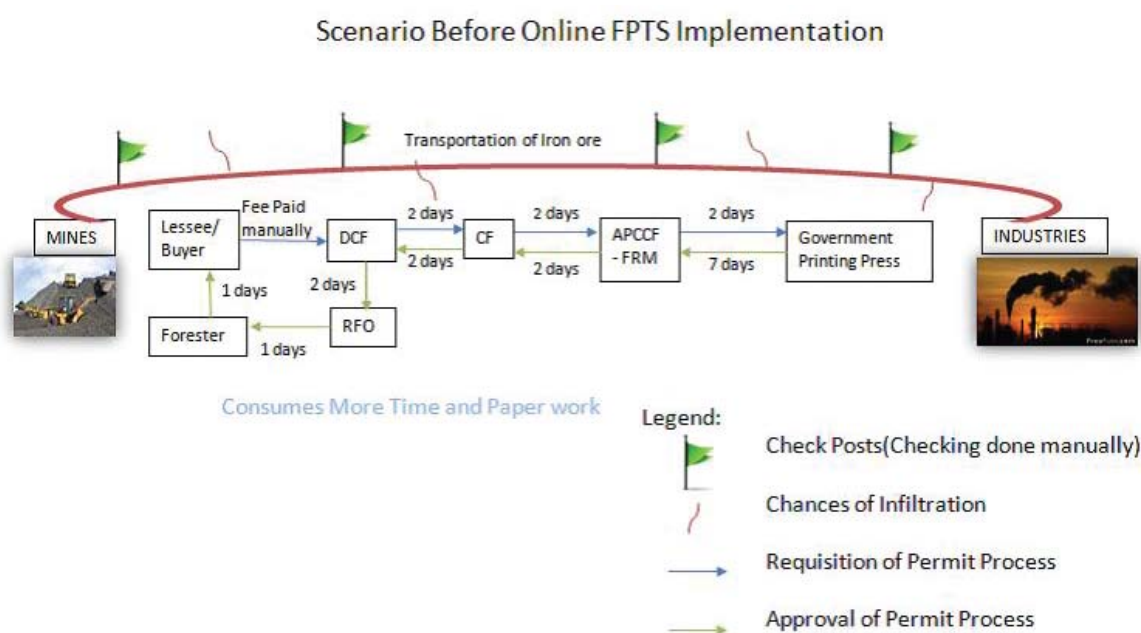 Scenario Before Online FPTS Implementation
Transportation of Iron ore
MINES
Lessee/
Buyer
Fee Paid
manually
DCF
2 days
2 days
CF
2 days
2 days
APCCF
- FRM
2 days
7 days
Government
Printing Press
INDUSTRIES
1 days
2 days
Forester
1 days
RFO
Consumes More Time and Paper work
Legend:
Check Posts(Checking done manually)
Chances of Infiltration
Requisition of Permit Process
Approval of Permit Process